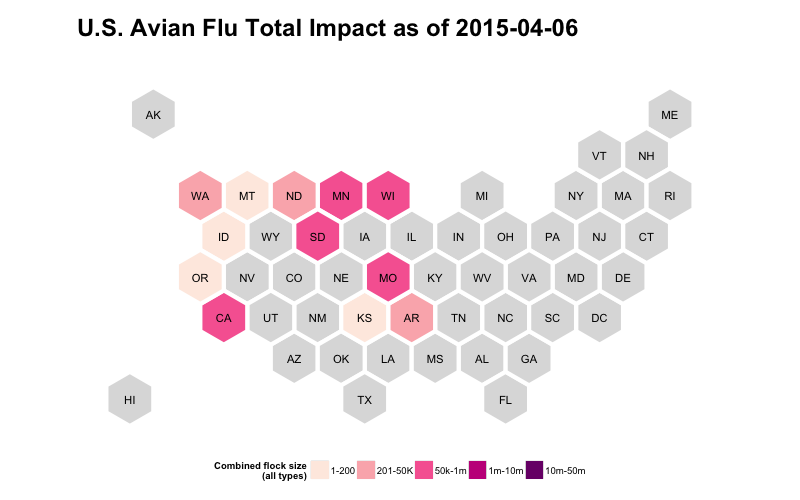 U.S. Avian Flu Total Impact as of 2015-04-06
AK ME
VT NH
WA MT ND MN WI MI NY MA RI
ID WY SD IA IL IN OH PA NJ CT
OR NV CO NE MO KY WV VA MD DE
CA UT NM KS AR TN NC SC DC
AZ OK LA MS AL GA
HI TX FL
Combined flock size
(all types) 1-200 201-50K 50k-1m 1m-10m 10m-50m